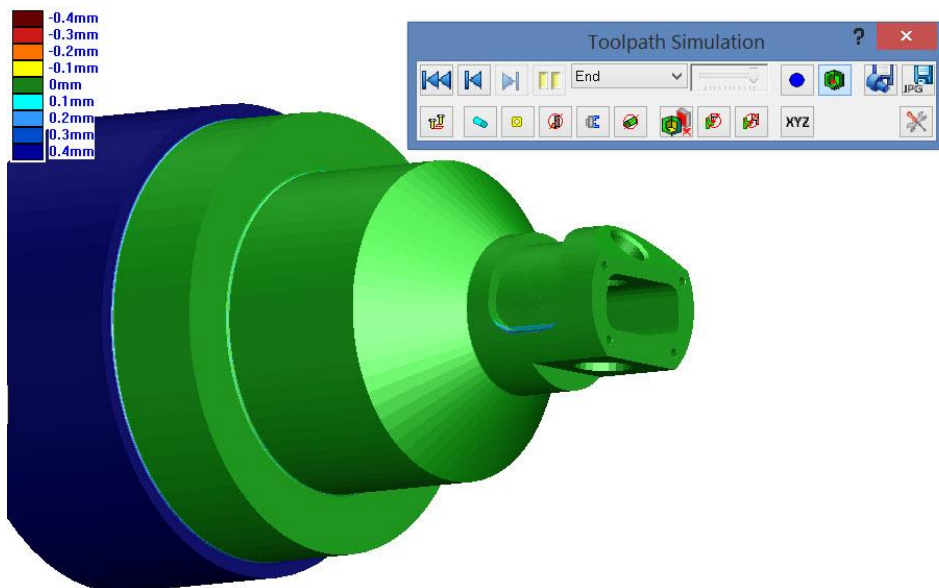 -0.4mm
-0.3mm
-0.2mm
-0.1mm
0mm
0.1mm
0.2mm
0.3mm
0.4mm
Toolpath Simulation
?
×
End
JPG
XYZ